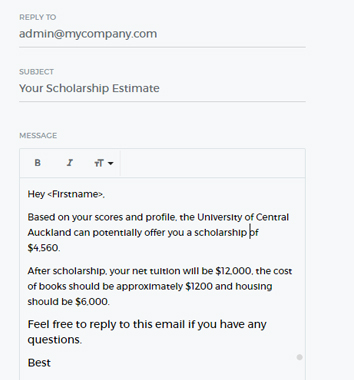 REPLY TO
admin@mycompany.com
SUBJECT
Your Scholarship Estimate
MESSAGE
B I тT
Hey <Firstname>,
Based on your scores and profile, the University of Central
Auckland can potentially offer you a scholarship of
$4,560.
After scholarship, your net tuition will be $12,000, the cost
of books should be approximately $1200 and housing
should be $6,000.
Feel free to reply to this email if you have any
questions.
Best